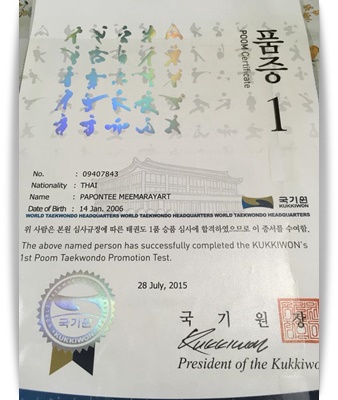 품증 1
POOM Certificate
No. : 09407843
Nationality : THAI
Name : PAPONTEE MEEMARAYART
Date of Birth : 14 Jan. 2006
국기원
KUKKIWON
WORLD TAEKWONDO HEADQUARTERS WORLD TAEKWONDO HEADQUARTERS WORLD TAEKWONDO HEADQUARTERS
위 사람은 본원 심사규정에 따른 태권도 1품 승품 심사에 합격하였으므로 이 증서를 수여함.
The above named person has successfully completed the KUKKIWON's
1st Poom Taekwondo Promotion Test.
28 July, 2015
국기원
KUKKIWON
국 기 원 장
Kukkiwon
President of the Kukkiwo